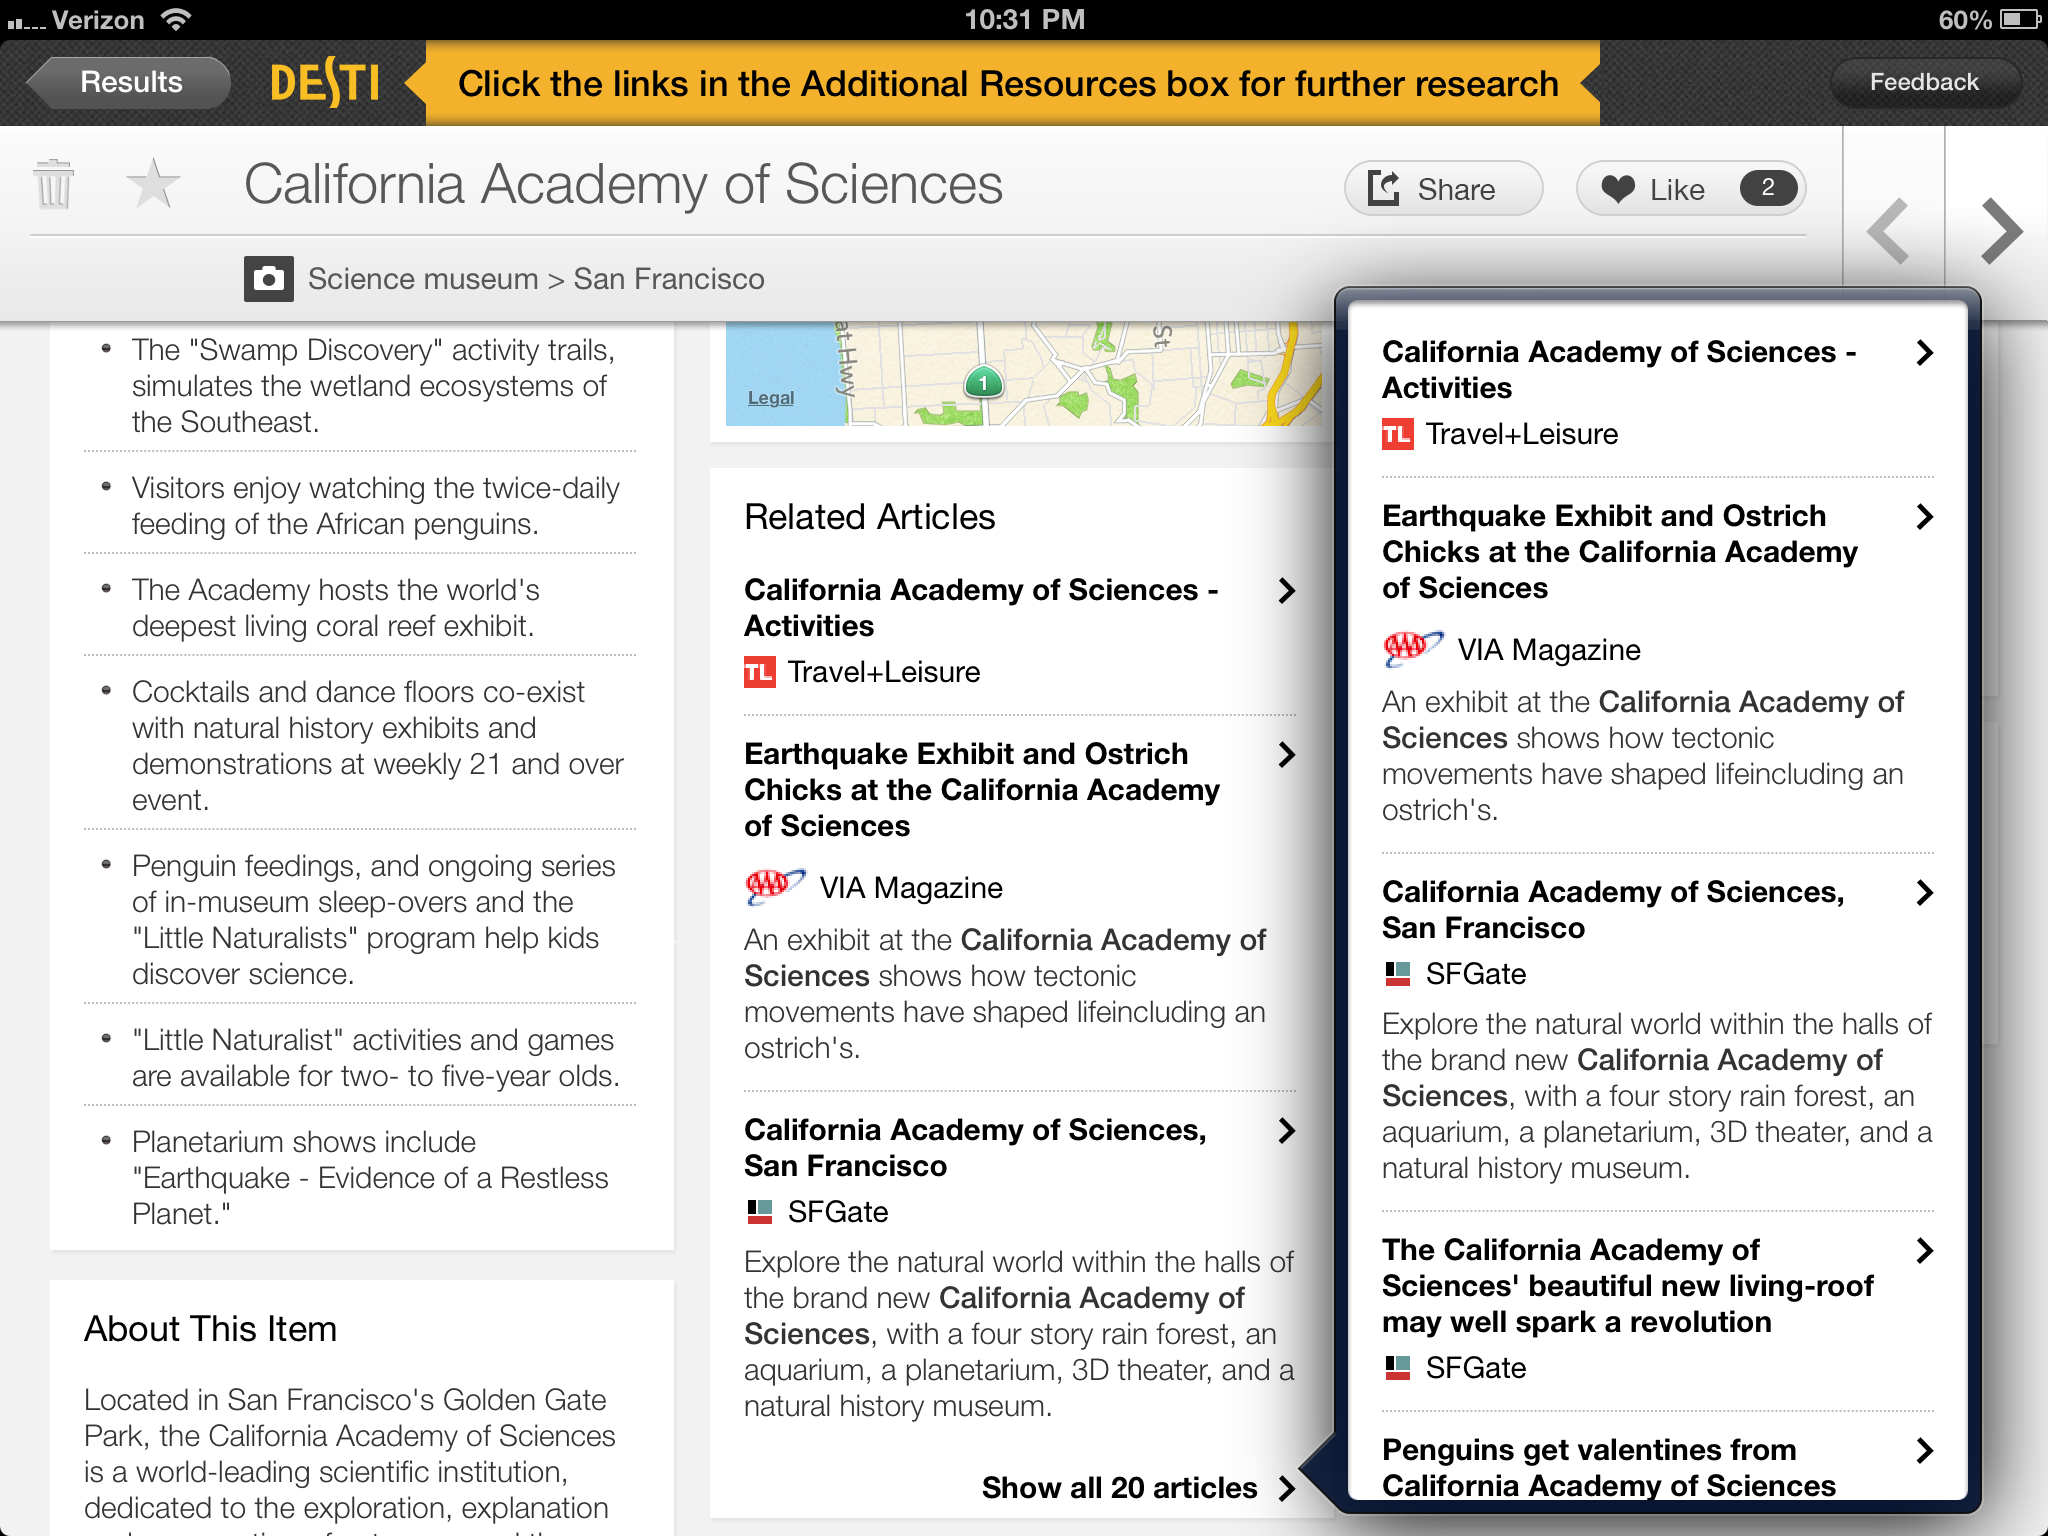 Verizon
10:31 PM
60%
Results
DESTI
Click the links in the Additional Resources box for further research
Feedback
California Academy of Sciences
Share
Like
2
Science museum > San Francisco
The "Swamp Discovery" activity trails,
simulates the wetland ecosystems of
the Southeast.
Visitors enjoy watching the twice-daily
feeding of the African penguins.
The Academy hosts the world's
deepest living coral reef exhibit.
Cocktails and dance floors co-exist
with natural history exhibits and
demonstrations at weekly 21 and over
event.
Penguin feedings, and ongoing series
of in-museum sleep-overs and the
"Little Naturalists" program help kids
discover science.
"Little Naturalist" activities and games
are available for two- to five-year olds.
Planetarium shows include
"Earthquake - Evidence of a Restless
Planet."
About This Item
Located in San Francisco's Golden Gate
Park, the California Academy of Sciences
is a world-leading scientific institution,
dedicated to the exploration, explanation
at Hwy
St
1
Legal
Related Articles
California Academy of Sciences -
Activities
TL Travel+Leisure
Earthquake Exhibit and Ostrich
Chicks at the California Academy
of Sciences
AAA VIA Magazine
An exhibit at the California Academy of
Sciences shows how tectonic
movements have shaped lifeincluding an
ostrich's.
California Academy of Sciences,
San Francisco
SFGate
Explore the natural world within the halls of
the brand new California Academy of
Sciences, with a four story rain forest, an
aquarium, a planetarium, 3D theater, and a
natural history museum.
Show all 20 articles
California Academy of Sciences -
Activities
TL Travel+Leisure
Earthquake Exhibit and Ostrich
Chicks at the California Academy
of Sciences
AAA VIA Magazine
An exhibit at the California Academy of
Sciences shows how tectonic
movements have shaped lifeincluding an
ostrich's.
California Academy of Sciences,
San Francisco
SFGate
Explore the natural world within the halls of
the brand new California Academy of
Sciences, with a four story rain forest, an
aquarium, a planetarium, 3D theater, and a
natural history museum.
The California Academy of
Sciences' beautiful new living-roof
may well spark a revolution
SFGate
Penguins get valentines from
California Academy of Sciences